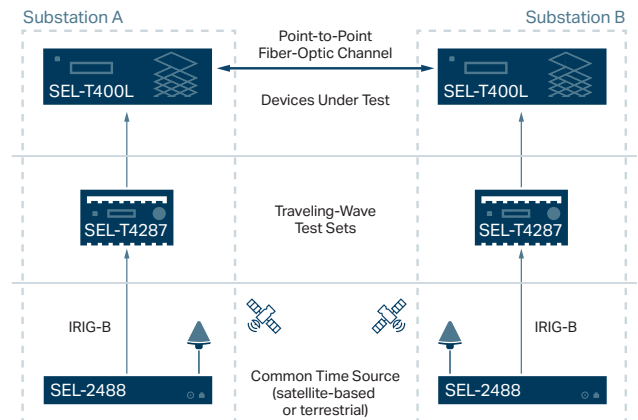 Substation A
Substation B
Point-to-Point
Fiber-Optic Channel
SEL-T400L
SEL-T400L
Devices Under Test
SEL-T4287
Traveling-Wave
Test Sets
SEL-T4287
IRIG-B
IRIG-B
SEL-2488
Common Time Source
(satellite-based
or terrestrial)
SEL-2488